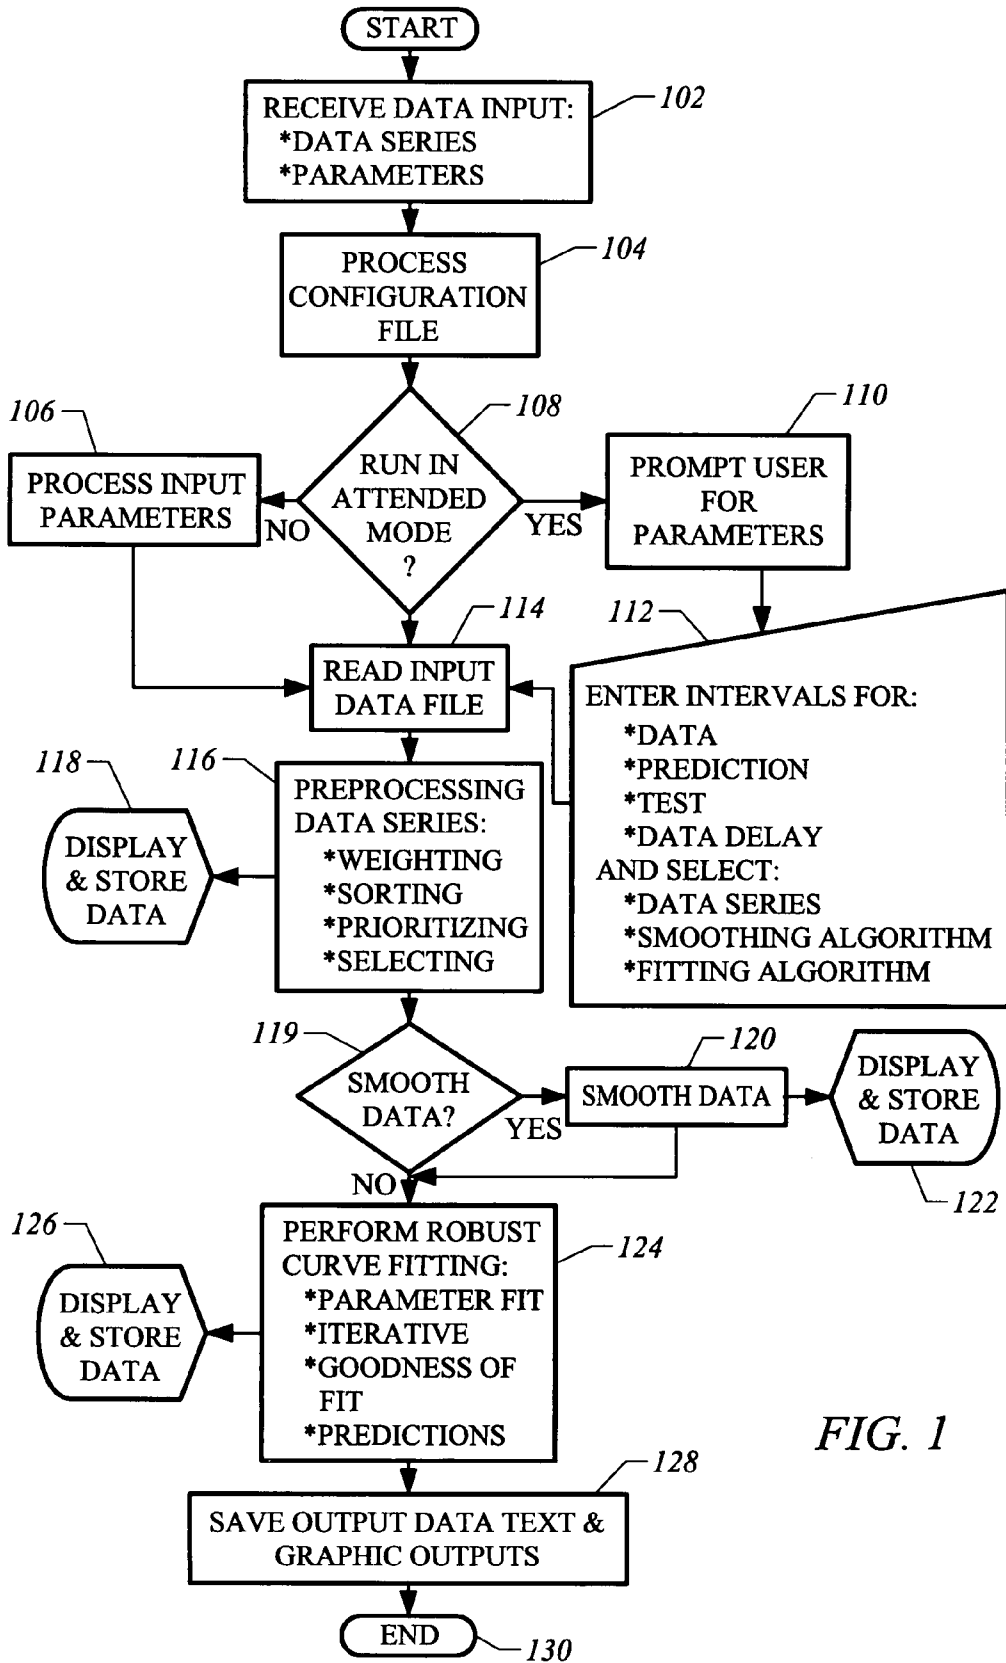 START
102
RECEIVE DATA INPUT:
*DATA SERIES
*PARAMETERS
104
PROCESS
CONFIGURATION
FILE
106
PROCESS INPUT
PARAMETERS
108
RUN IN
ATTENDED
MODE
?
NO
YES
110
PROMPT USER
FOR
PARAMETERS
112
ENTER INTERVALS FOR:
*DATA
*PREDICTION
*TEST
*DATA DELAY
AND SELECT:
*DATA SERIES
*SMOOTHING ALGORITHM
*FITTING ALGORITHM
114
READ INPUT
DATA FILE
116
PREPROCESSING
DATA SERIES:
*WEIGHTING
*SORTING
*PRIORITIZING
*SELECTING
118
DISPLAY
& STORE
DATA
119
SMOOTH
DATA?
YES
NO
120
SMOOTH DATA
DISPLAY
& STORE
DATA
122
124
PERFORM ROBUST
CURVE FITTING:
*PARAMETER FIT
*ITERATIVE
*GOODNESS OF
FIT
*PREDICTIONS
126
DISPLAY
& STORE
DATA
FIG. 1
128
SAVE OUTPUT DATA TEXT &
GRAPHIC OUTPUTS
END
130